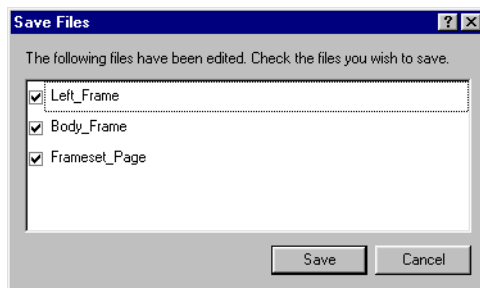 Save Files
The following files have been edited. Check the files you wish to save.
Left_Frame
Body_Frame
Frameset_Page
Save
Cancel